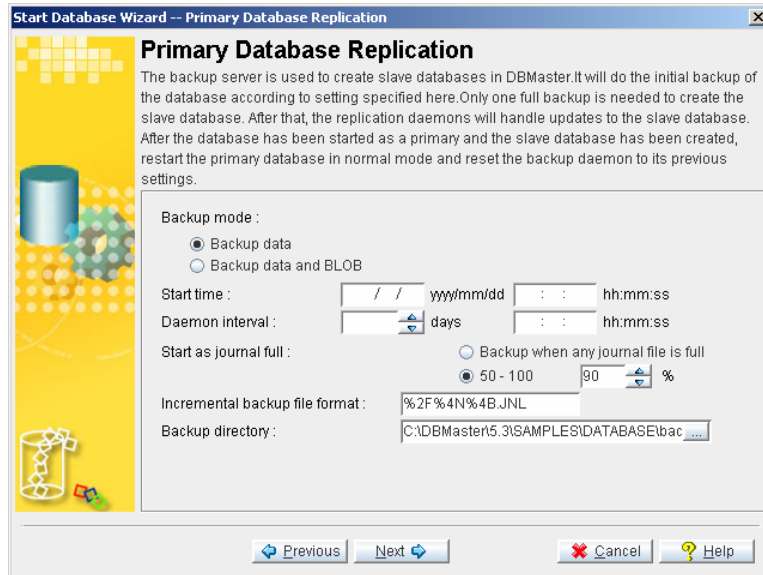 Start Database Wizard -- Primary Database Replication
Primary Database Replication
The backup server is used to create slave databases in DBMaster.It will do the initial backup of
the database according to setting specified here.Only one full backup is needed to create the
slave database. After that, the replication daemons will handle updates to the slave database.
After the database has been started as a primary and the slave database has been created,
restart the primary database in normal mode and reset the backup daemon to its previous
settings.
Backup mode :
Backup data
Backup data and BLOB
Start time : / / yyyy/mm/dd : : hh:mm:ss
Daemon interval : days : : hh:mm:ss
Start as journal full : Backup when any journal file is full
50 - 100 90 %
Incremental backup file format : %2F%4N%4B.JNL
Backup directory : C:\DBMaster\5.3\SAMPLES\DATABASE\bac ...
Previous Next Cancel Help